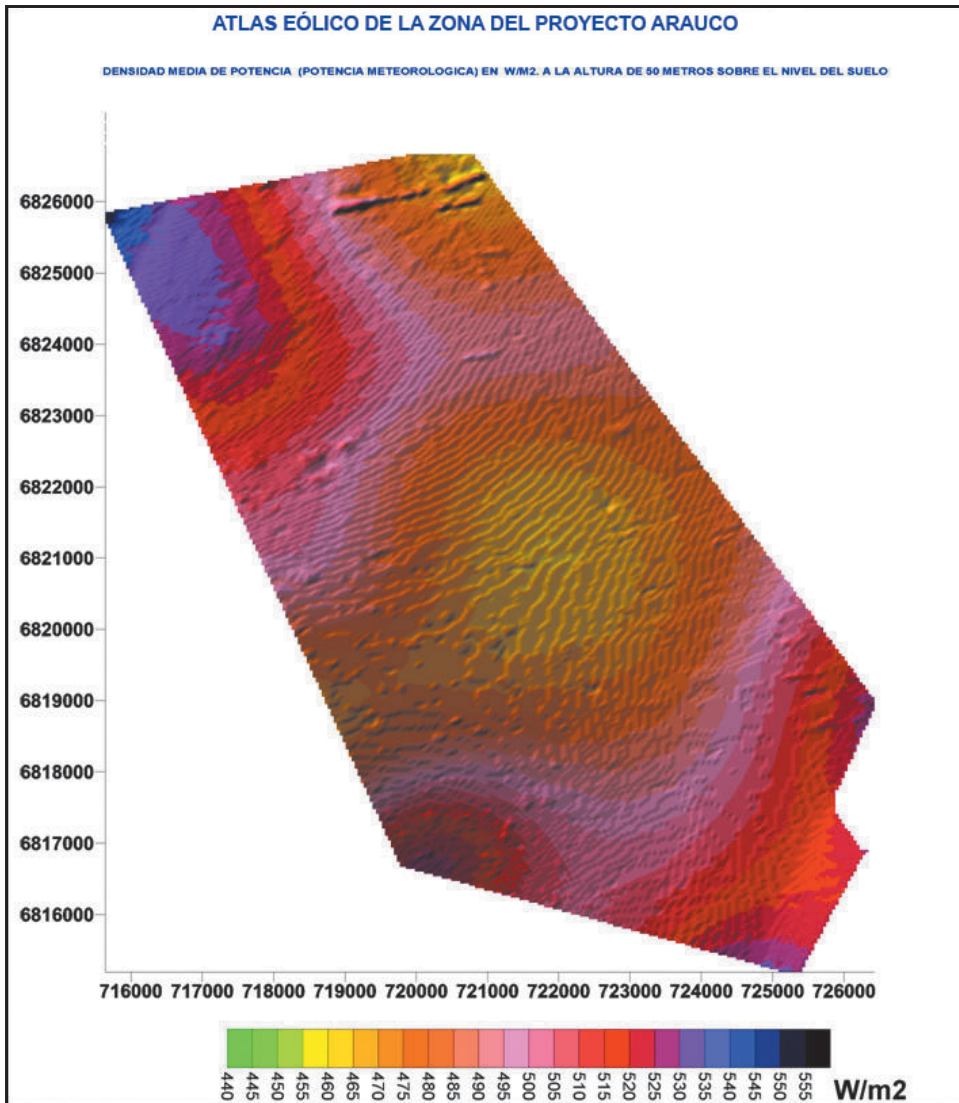 ATLAS EÓLICO DE LA ZONA DEL PROYECTO ARAUCO
DENSIDAD MEDIA DE POTENCIA (POTENCIA METEOROLOGICA) EN W/M2. A LA ALTURA DE 50 METROS SOBRE EL NIVEL DEL SUELO
6826000
6825000
6824000
6823000
6822000
6821000
6820000
6819000
6818000
6817000
6816000
716000 717000 718000 719000 720000 721000 722000 723000 724000 725000 726000
440 445 450 455 460 465 470 475 480 485 490 495 500 505 510 515 520 525 530 535 540 545 550 555
W/m2